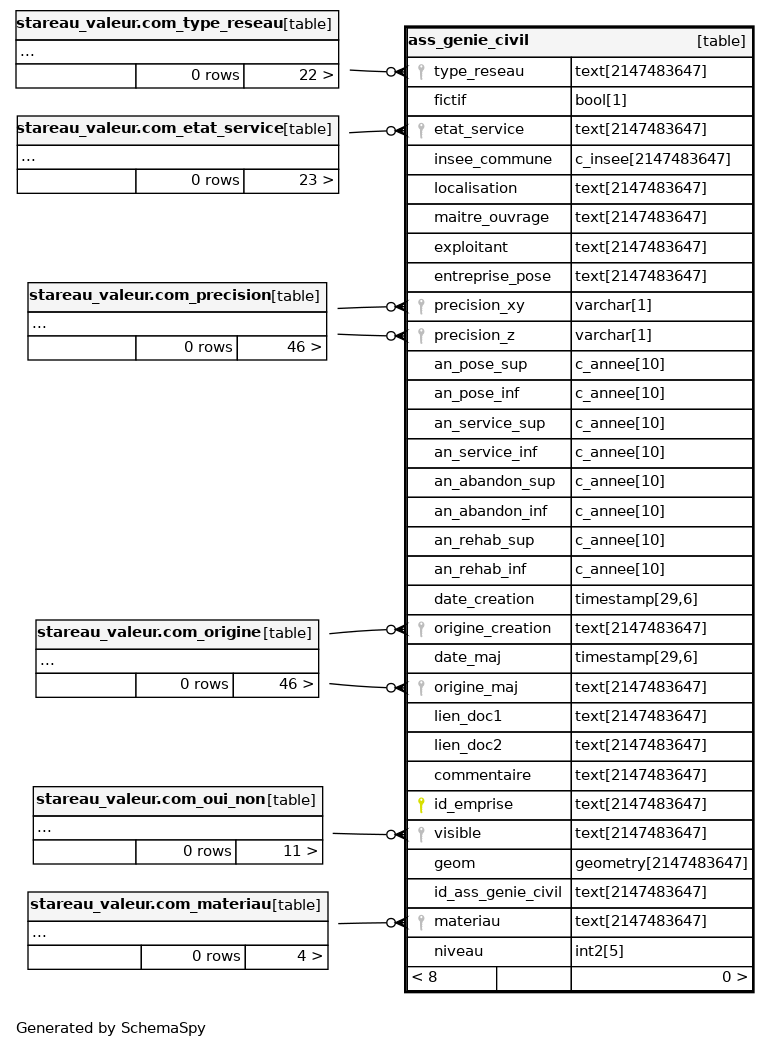 stareau_valeur.com_type_reseau [table]
...
0 rows 22 >
stareau_valeur.com_etat_service [table]
...
0 rows 23 >
stareau_valeur.com_precision [table]
...
0 rows 46 >
stareau_valeur.com_origine [table]
...
0 rows 46 >
stareau_valeur.com_oui_non [table]
...
0 rows 11 >
stareau_valeur.com_materiau [table]
...
0 rows 4 >
ass_genie_civil [table]
type_reseau text[2147483647]
fictif bool[1]
etat_service text[2147483647]
insee_commune c_insee[2147483647]
localisation text[2147483647]
maitre_ouvrage text[2147483647]
exploitant text[2147483647]
entreprise_pose text[2147483647]
precision_xy varchar[1]
precision_z varchar[1]
an_pose_sup c_annee[10]
an_pose_inf c_annee[10]
an_service_sup c_annee[10]
an_service_inf c_annee[10]
an_abandon_sup c_annee[10]
an_abandon_inf c_annee[10]
an_rehab_sup c_annee[10]
an_rehab_inf c_annee[10]
date_creation timestamp[29,6]
origine_creation text[2147483647]
date_maj timestamp[29,6]
origine_maj text[2147483647]
lien_doc1 text[2147483647]
lien_doc2 text[2147483647]
commentaire text[2147483647]
id_emprise text[2147483647]
visible text[2147483647]
geom geometry[2147483647]
id_ass_genie_civil text[2147483647]
materiau text[2147483647]
niveau int2[5]
< 8 0 >
Generated by SchemaSpy